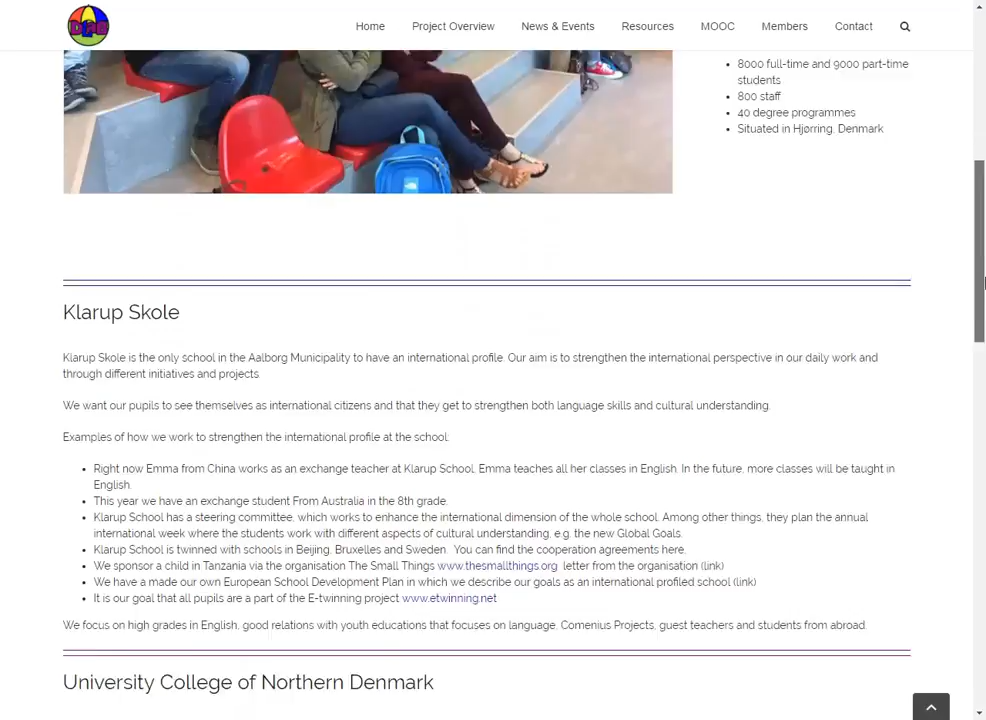 Home Project Overview News & Events Resources MOOC Members Contact
8000 full-time and 9000 part-time
students
800 staff
40 degree programmes
Situated in Hjørring, Denmark
Klarup Skole
Klarup Skole is the only school in the Aalborg Municipality to have an international profile. Our aim is to strengthen the international perspective in our daily work and
through different initiatives and projects.
We want our pupils to see themselves as international citizens and that they get to strengthen both language skills and cultural understanding.
Examples of how we work to strengthen the international profile at the school:
Right now Emma from China works as an exchange teacher at Klarup School. Emma teaches all her classes in English. In the future, more classes will be taught in
English.
This year we have an exchange student From Australia in the 8th grade.
Klarup School has a steering committee, which works to enhance the international dimension of the whole school. Among other things, they plan the annual
international week where the students work with different aspects of cultural understanding, e.g. the new Global Goals.
Klarup School is twinned with schools in Beijing, Bruxelles and Sweden. You can find the cooperation agreements here,
We sponsor a child in Tanzania via the organisation The Small Things www.thesmallthings.org letter from the organisation (link)
We have a made our own European School Development Plan in which we describe our goals as an international profiled school (link)
It is our goal that all pupils are a part of the E-twinning project www.etwinning.net
We focus on high grades in English, good relations with youth educations that focuses on language, Comenius Projects, guest teachers and students from abroad.
University College of Northern Denmark